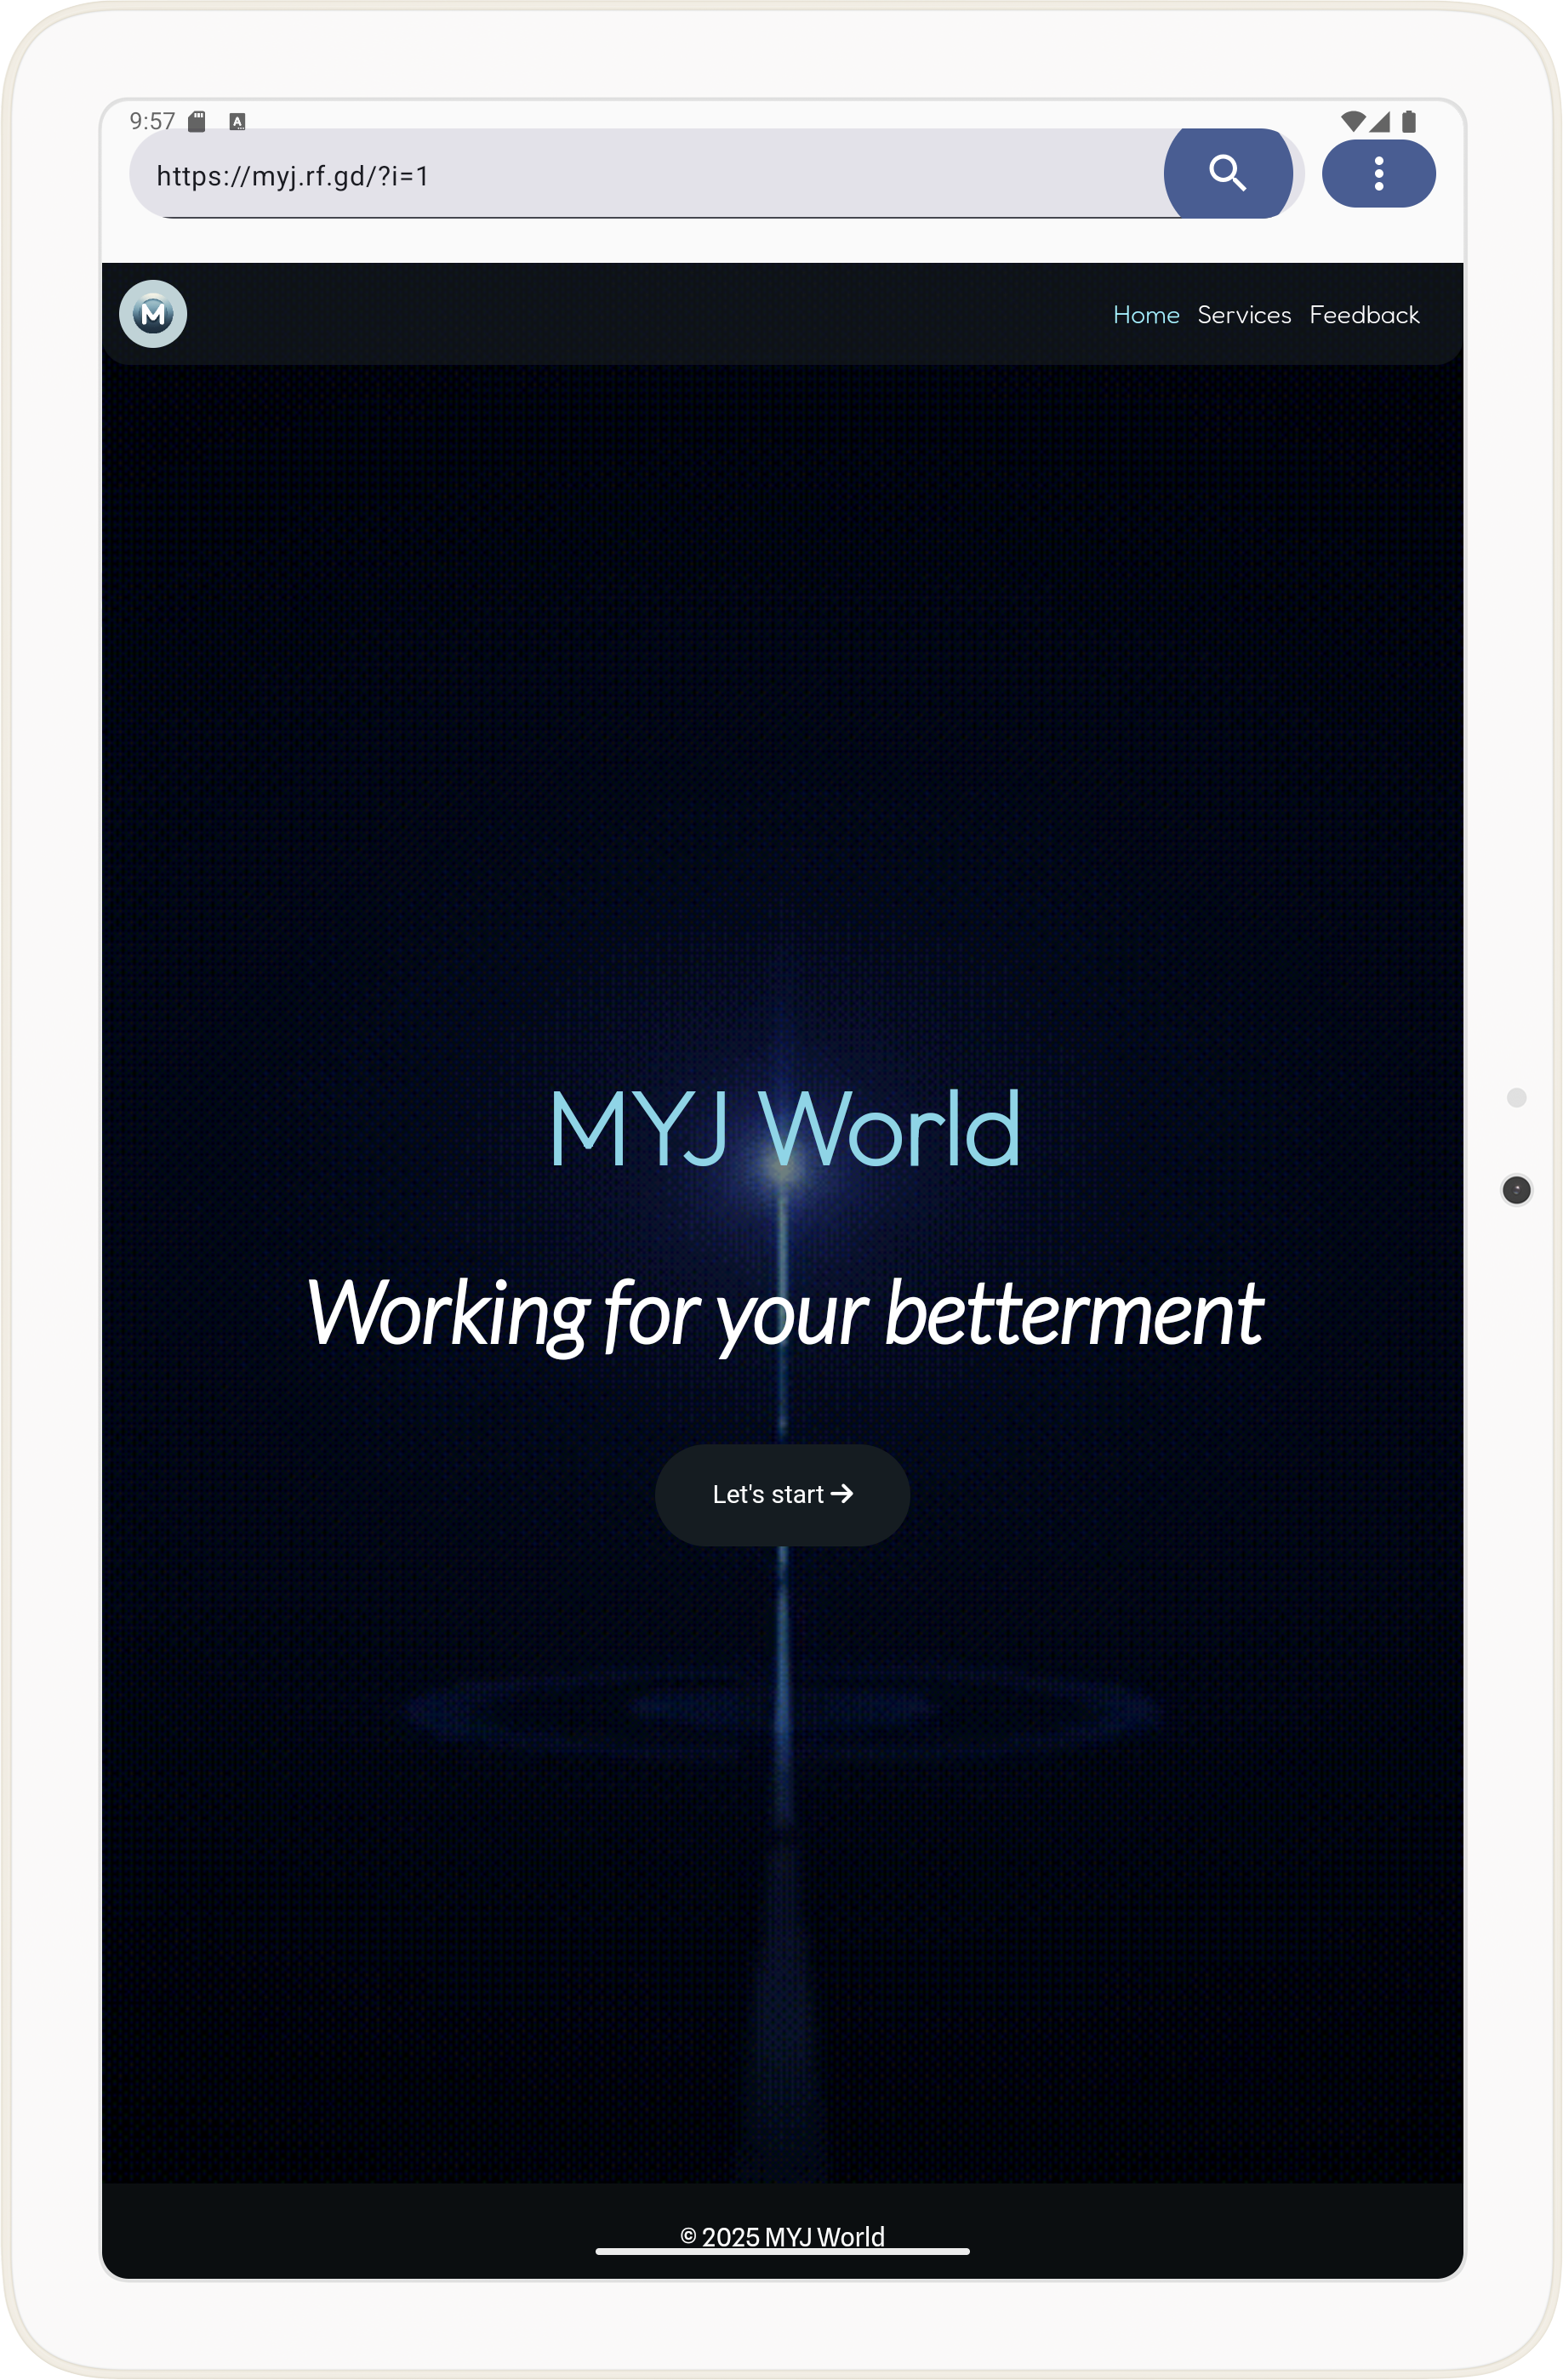 9:57
A
https://myj.rf.gd/?i=1
M
Home Services Feedback
MYJ World
Working for your betterment
Let's start →
© 2025 MYJ World